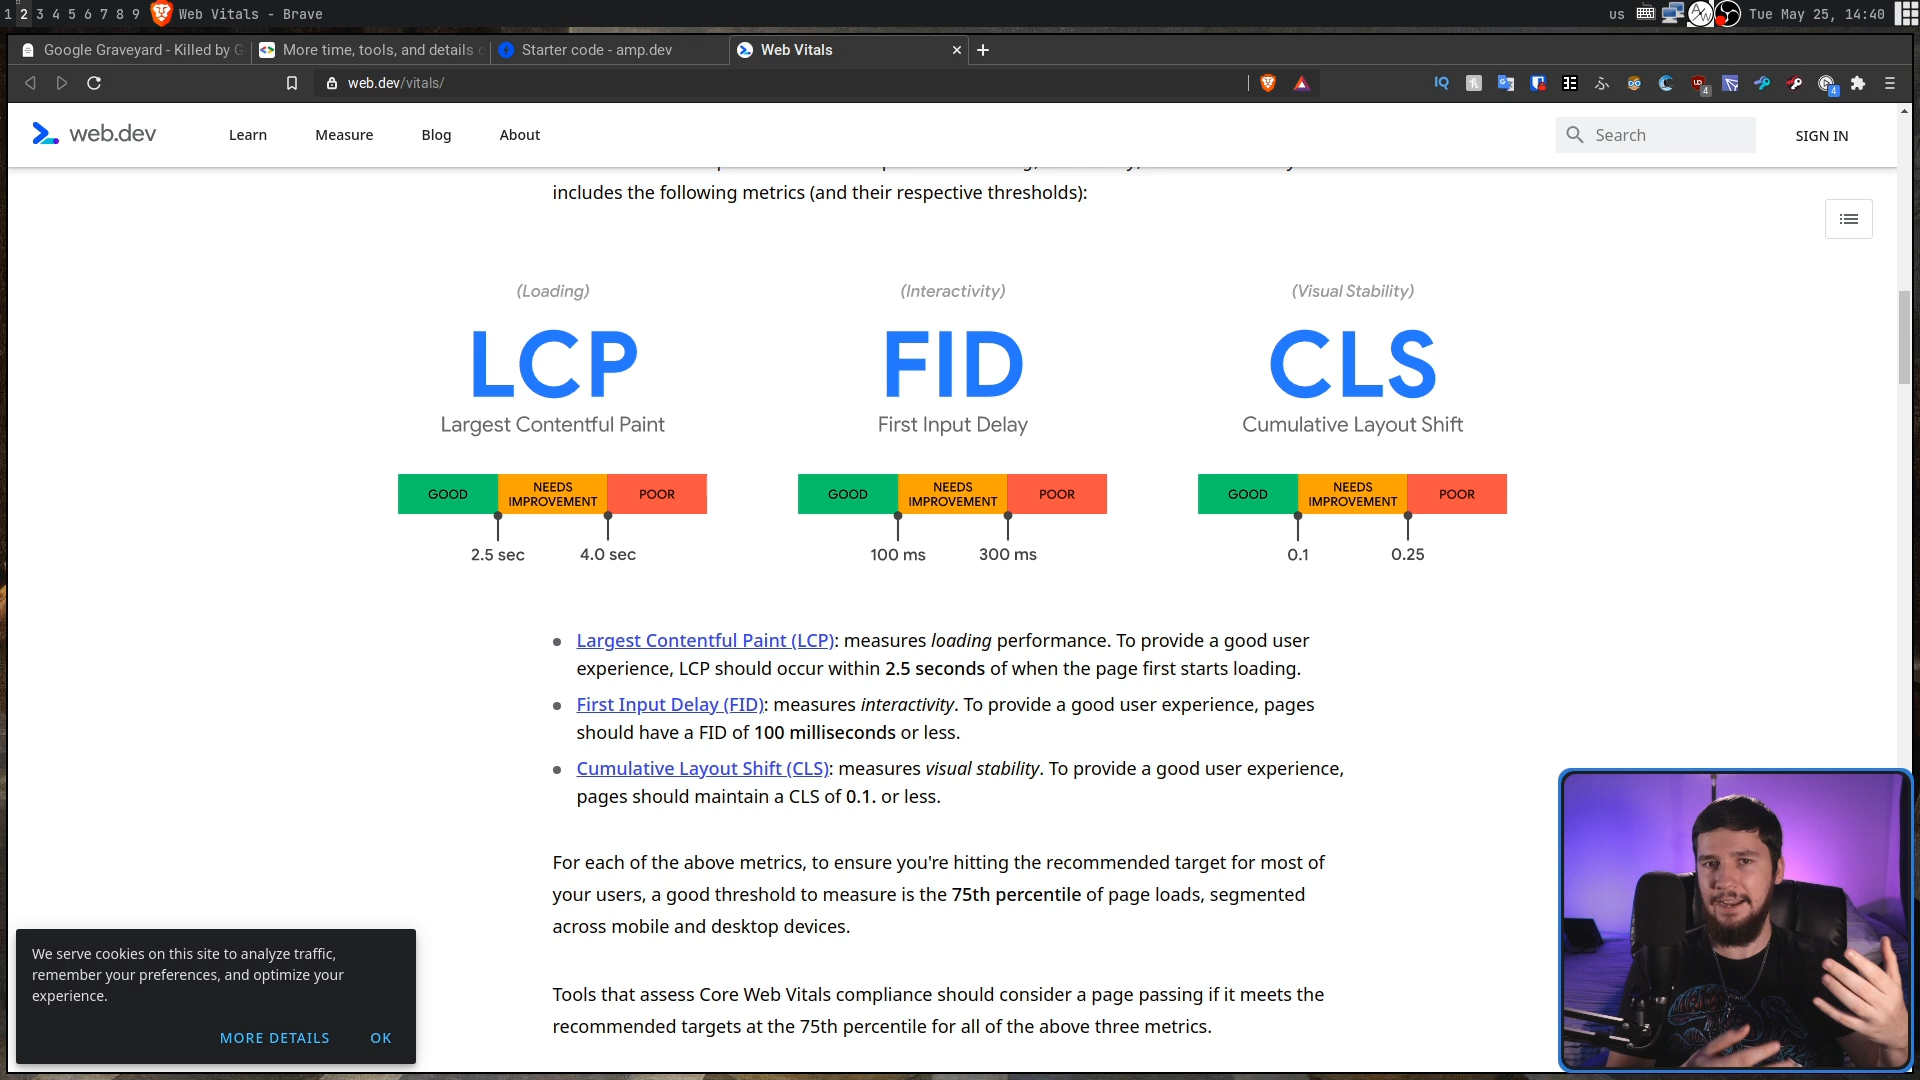 1 2 3 4 5 6 7 8 9 Web Vitals - Brave us Tue May 25, 14:40
Google Graveyard - Killed by G More time, tools, and details o Starter code - amp.dev Web Vitals
web.dev/vitals/ IQ 4 4
web.dev Learn Measure Blog About Search SIGN IN
includes the following metrics (and their respective thresholds):
(Loading) (Interactivity) (Visual Stability)
LCP FID CLS
Largest Contentful Paint First Input Delay Cumulative Layout Shift
GOOD NEEDS IMPROVEMENT POOR GOOD NEEDS IMPROVEMENT POOR GOOD NEEDS IMPROVEMENT POOR
2.5 sec 4.0 sec 100 ms 300 ms 0.1 0.25
Largest Contentful Paint (LCP): measures loading performance. To provide a good user
experience, LCP should occur within 2.5 seconds of when the page first starts loading.
First Input Delay (FID): measures interactivity. To provide a good user experience, pages
should have a FID of 100 milliseconds or less.
Cumulative Layout Shift (CLS): measures visual stability. To provide a good user experience,
pages should maintain a CLS of 0.1. or less.
For each of the above metrics, to ensure you're hitting the recommended target for most of
your users, a good threshold to measure is the 75th percentile of page loads, segmented
across mobile and desktop devices.
Tools that assess Core Web Vitals compliance should consider a page passing if it meets the
recommended targets at the 75th percentile for all of the above three metrics.
We serve cookies on this site to analyze traffic,
remember your preferences, and optimize your
experience.
MORE DETAILS OK